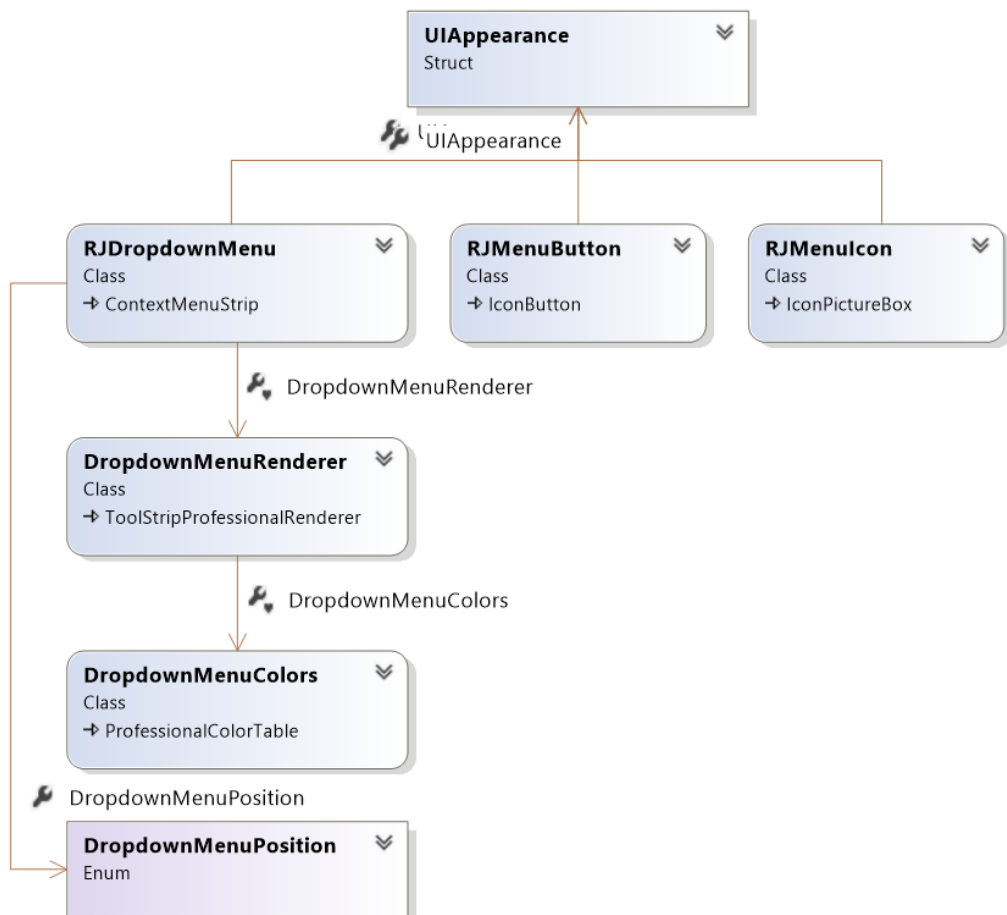 UIAppearance
Struct
UIAppearance
RJDropdownMenu
Class
ContextMenuStrip
RJMenuButton
Class
IconButton
RJMenuIcon
Class
IconPictureBox
DropdownMenuRenderer
DropdownMenuRenderer
Class
ToolStripProfessionalRenderer
DropdownMenuColors
DropdownMenuColors
Class
ProfessionalColorTable
DropdownMenuPosition
DropdownMenuPosition
Enum